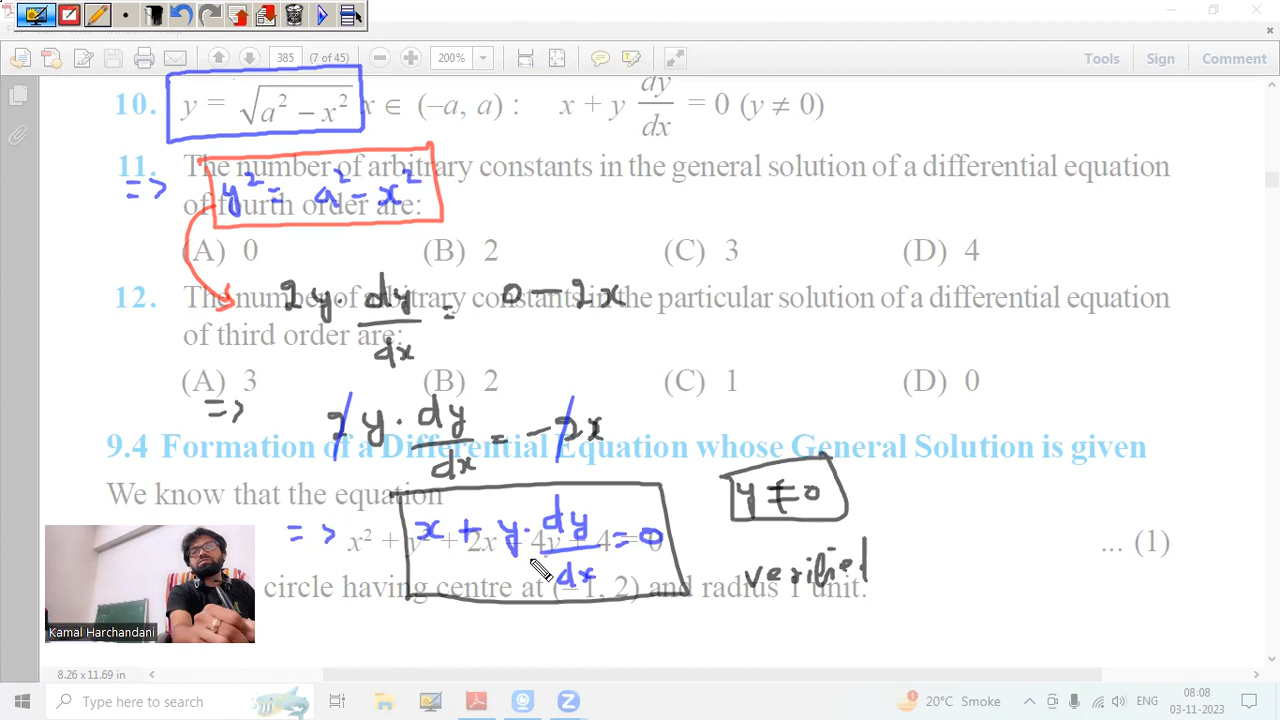 385 (7 of 45) 200% Tools Sign Comment
10. y = √a² – x² x ∈ (–a, a) : x + y dy/dx = 0 (y ≠ 0)
11. The number of arbitrary constants in the general solution of a differential equation
=> y² = a² – x²
of fourth order are:
(A) 0 (B) 2 (C) 3 (D) 4
12. The number of arbitrary constants in the particular solution of a differential equation
2y · dy/dx = 0 – 2x
of third order are:
(A) 3 (B) 2 (C) 1 (D) 0
=> 2y · dy/dx = –2x
9.4 Formation of a Differential Equation whose General Solution is given
We know that the equation
y ≠ 0
=> x + y · dy/dx = 0
x² + y² + 2x – 4y + 4 = 0 ... (1)
verified
circle having centre at (–1, 2) and radius 1 unit.
Kamal Harchandani
8.26 x 11.69 in
Type here to search
20°C Smoke
ENG
08:08
03-11-2023